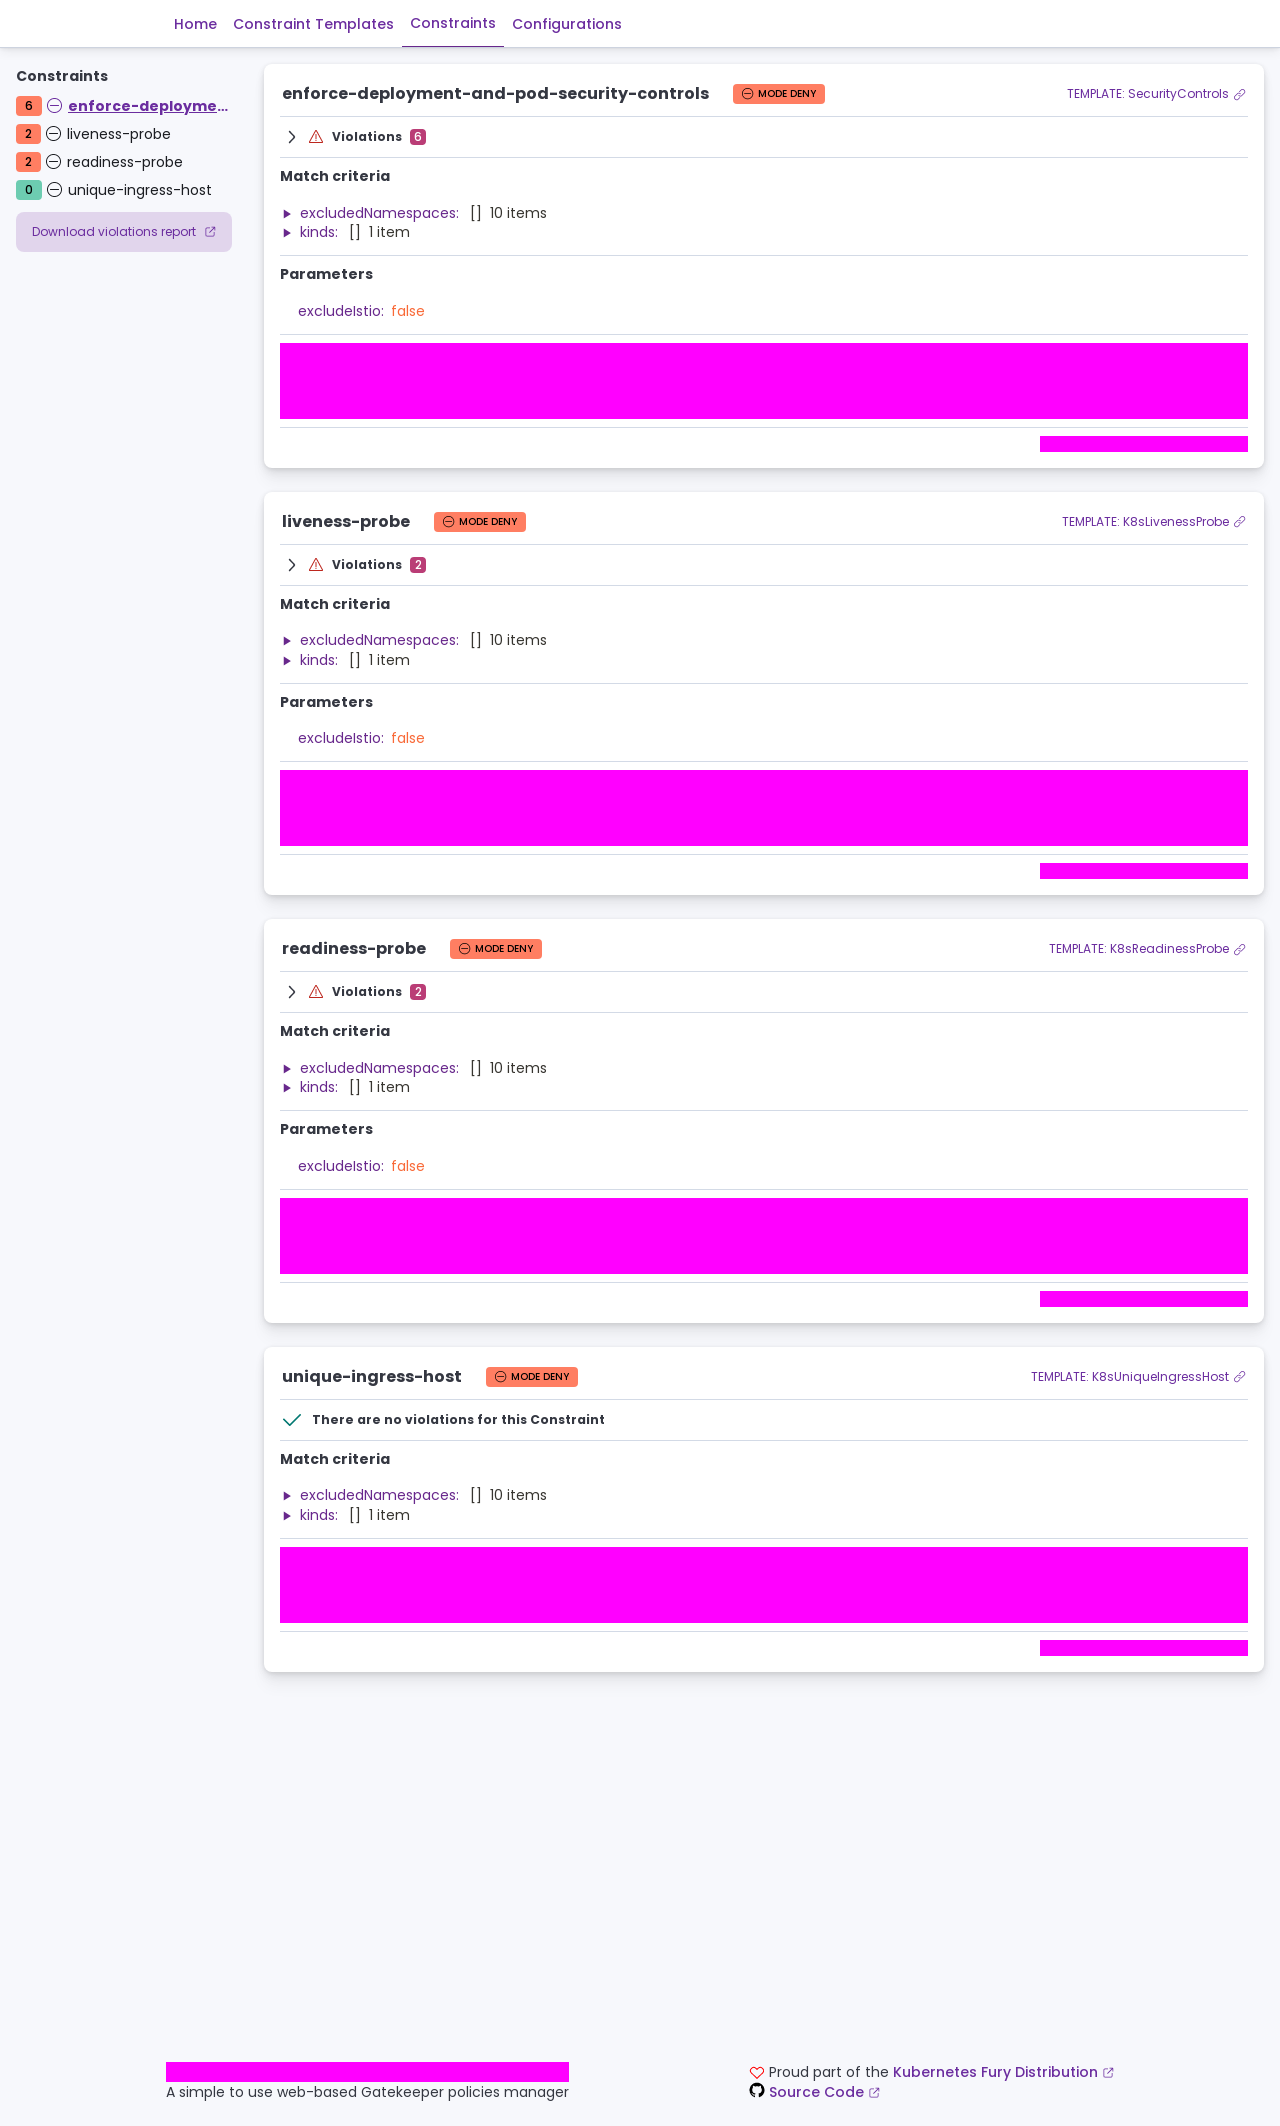 Home Constraint Templates Constraints Configurations
Constraints
6 enforce-deployme…
2 liveness-probe
2 readiness-probe
0 unique-ingress-host
Download violations report
enforce-deployment-and-pod-security-controls MODE DENY TEMPLATE: SecurityControls
Violations 6
Match criteria
excludedNamespaces: [] 10 items
kinds: [] 1 item
Parameters
excludeIstio: false
liveness-probe MODE DENY TEMPLATE: K8sLivenessProbe
Violations 2
Match criteria
excludedNamespaces: [] 10 items
kinds: [] 1 item
Parameters
excludeIstio: false
readiness-probe MODE DENY TEMPLATE: K8sReadinessProbe
Violations 2
Match criteria
excludedNamespaces: [] 10 items
kinds: [] 1 item
Parameters
excludeIstio: false
unique-ingress-host MODE DENY TEMPLATE: K8sUniqueIngressHost
There are no violations for this Constraint
Match criteria
excludedNamespaces: [] 10 items
kinds: [] 1 item
A simple to use web-based Gatekeeper policies manager
Proud part of the Kubernetes Fury Distribution
Source Code